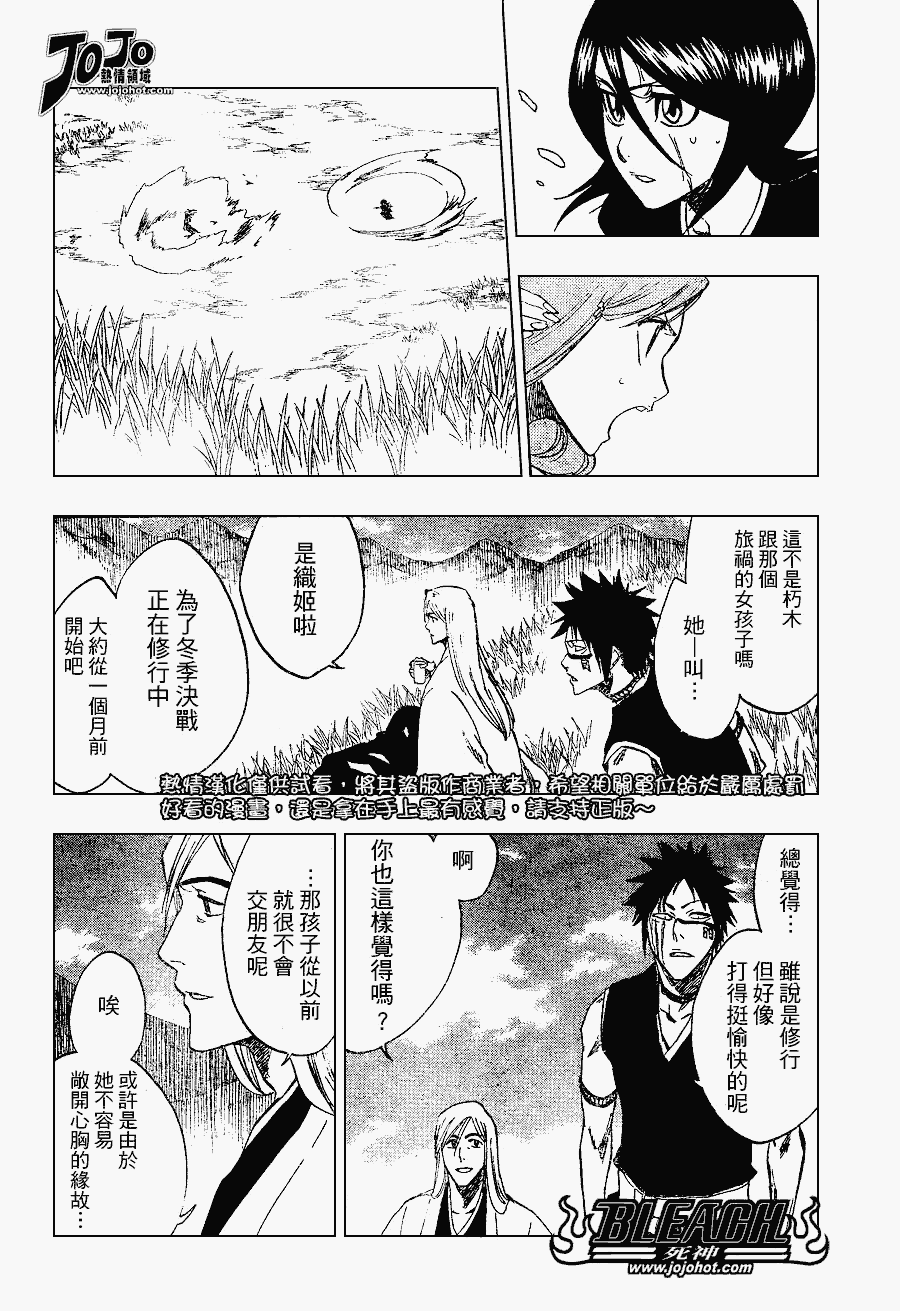 JOJO
熱情領域
www.jojohot.com
這不是朽木
跟那個
旅禍的女孩子嗎
她─叫…
是織姬啦
為了冬季決戰
正在修行中
大約從一個月前
開始吧
熱情漢化僅供試看，將其盜版作商業者，希望相關單位給於嚴厲處罰
好看的漫畫，還是拿在手上最有感覺，請支持正版～
總覺得…
雖說是修行
但好像
打得挺愉快的呢
69
啊
你也這樣覺得嗎？
…那孩子從以前
就很不會
交朋友呢
唉
或許是由於
她不容易
敞開心胸的緣故…
BLEACH
死神
www.jojohot.com